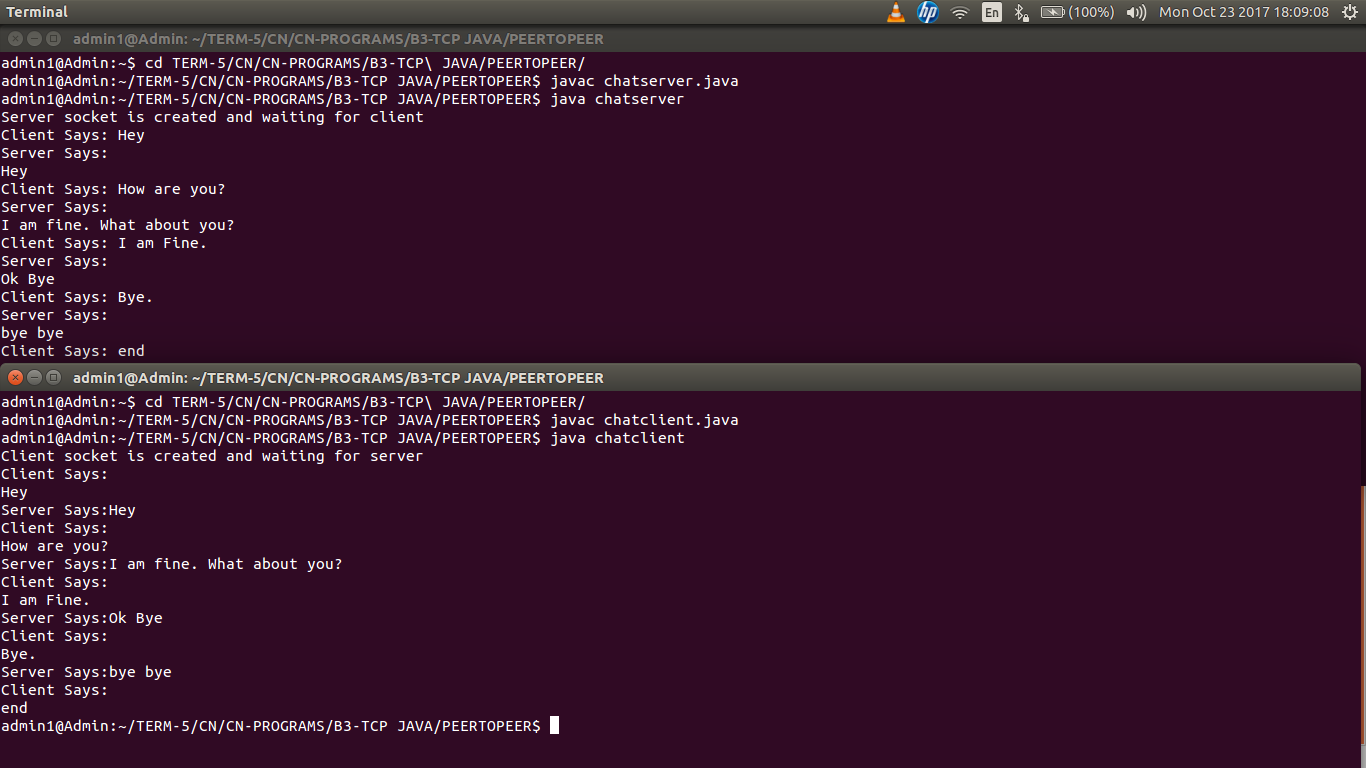 Terminal
hp
En
(100%)
Mon Oct 23 2017 18:09:08
admin1@Admin: ~/TERM-5/CN/CN-PROGRAMS/B3-TCP JAVA/PEERTOPEER
admin1@Admin:~$ cd TERM-5/CN/CN-PROGRAMS/B3-TCP\ JAVA/PEERTOPEER/
admin1@Admin:~/TERM-5/CN/CN-PROGRAMS/B3-TCP JAVA/PEERTOPEER$ javac chatserver.java
admin1@Admin:~/TERM-5/CN/CN-PROGRAMS/B3-TCP JAVA/PEERTOPEER$ java chatserver
Server socket is created and waiting for client
Client Says: Hey
Server Says:
Hey
Client Says: How are you?
Server Says:
I am fine. What about you?
Client Says: I am Fine.
Server Says:
Ok Bye
Client Says: Bye.
Server Says:
bye bye
Client Says: end
admin1@Admin: ~/TERM-5/CN/CN-PROGRAMS/B3-TCP JAVA/PEERTOPEER
admin1@Admin:~$ cd TERM-5/CN/CN-PROGRAMS/B3-TCP\ JAVA/PEERTOPEER/
admin1@Admin:~/TERM-5/CN/CN-PROGRAMS/B3-TCP JAVA/PEERTOPEER$ javac chatclient.java
admin1@Admin:~/TERM-5/CN/CN-PROGRAMS/B3-TCP JAVA/PEERTOPEER$ java chatclient
Client socket is created and waiting for server
Client Says:
Hey
Server Says:Hey
Client Says:
How are you?
Server Says:I am fine. What about you?
Client Says:
I am Fine.
Server Says:Ok Bye
Client Says:
Bye.
Server Says:bye bye
Client Says:
end
admin1@Admin:~/TERM-5/CN/CN-PROGRAMS/B3-TCP JAVA/PEERTOPEER$